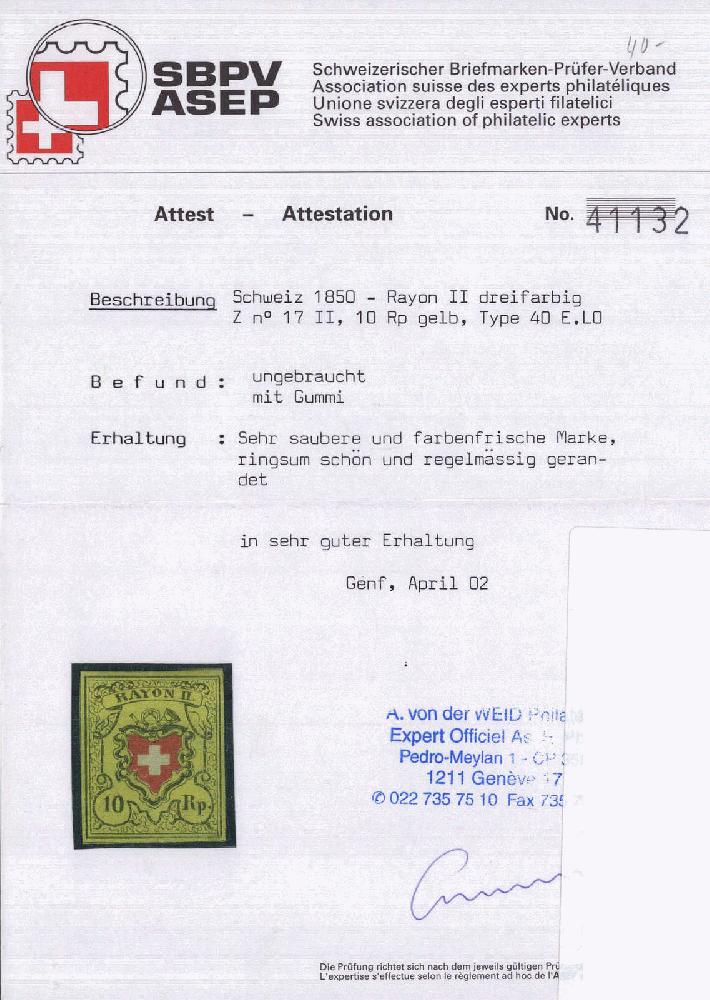 40-
SBPV
ASEP
Schweizerischer Briefmarken-Prüfer-Verband
Association suisse des experts philatéliques
Unione svizzera degli esperti filatelici
Swiss association of philatelic experts
Attest – Attestation No. 41132
Beschreibung Schweiz 1850 - Rayon II dreifarbig
Z nº 17 II, 10 Rp gelb, Type 40 E.LO
Befund: ungebraucht
mit Gummi
Erhaltung : Sehr saubere und farbenfrische Marke,
ringsum schön und regelmässig geran-
det
in sehr guter Erhaltung
Genf, April 02
RAYON II
10 Rp.
A. von der WEID
Expert Officiel
Pedro-Meylan 1 -
1211 Genève 17
✆ 022 735 75 10 Fax 735
Die Prüfung richtet sich nach dem jeweils gültigen
L'expertise s'effectue selon le règlement ad hoc de